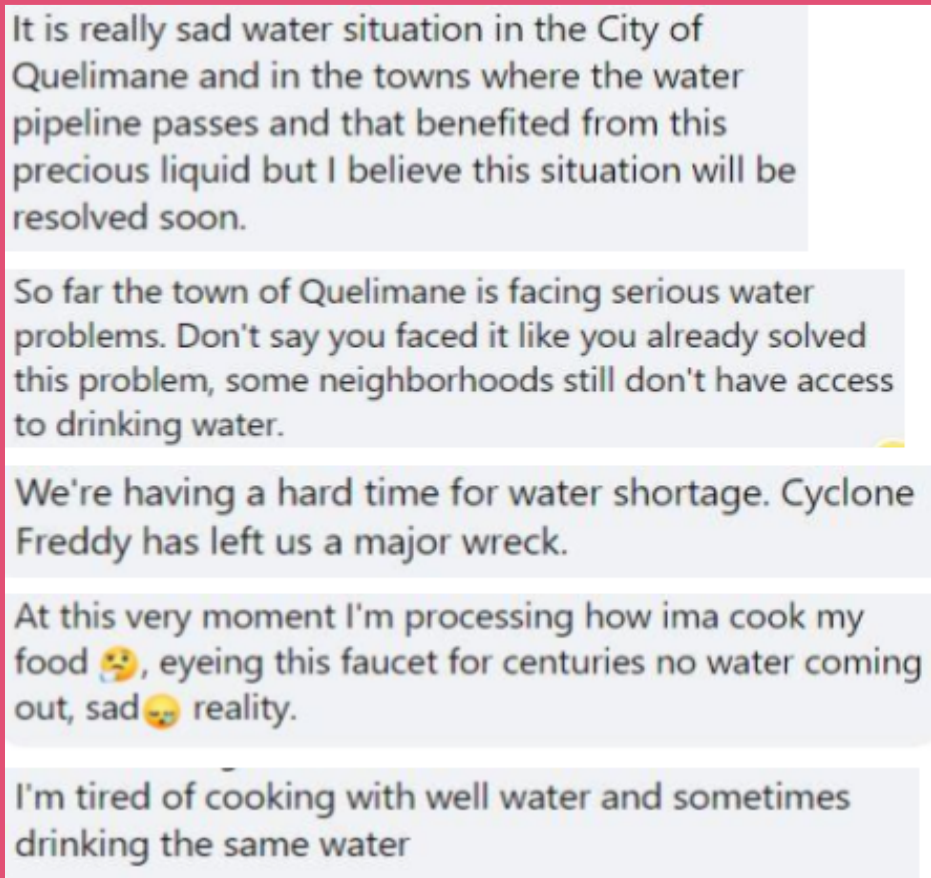 It is really sad water situation in the City of
Quelimane and in the towns where the water
pipeline passes and that benefited from this
precious liquid but I believe this situation will be
resolved soon.
So far the town of Quelimane is facing serious water
problems. Don't say you faced it like you already solved
this problem, some neighborhoods still don't have access
to drinking water.
We're having a hard time for water shortage. Cyclone
Freddy has left us a major wreck.
At this very moment I'm processing how ima cook my
food 🤧, eyeing this faucet for centuries no water coming
out, sad😪 reality.
I'm tired of cooking with well water and sometimes
drinking the same water